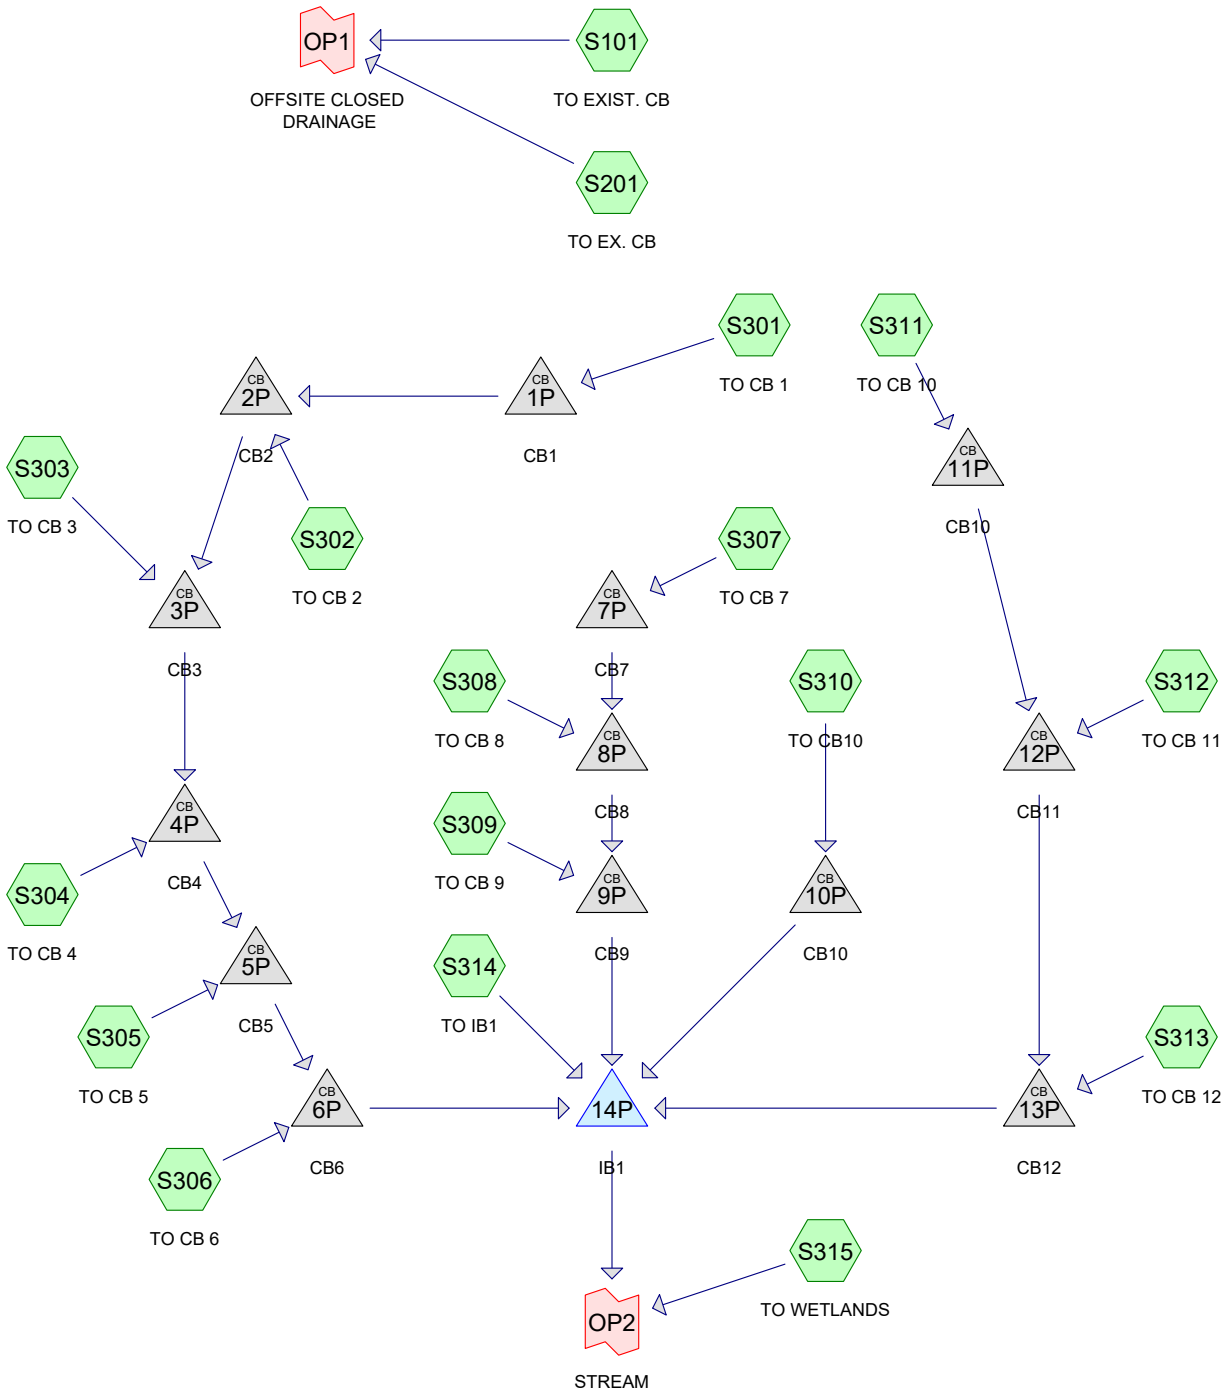 OP1
OFFSITE CLOSED
DRAINAGE
S101
TO EXIST. CB
S201
TO EX. CB
S301
TO CB 1
S311
TO CB 10
CB
2P
CB2
CB
1P
CB1
CB
11P
CB10
S303
TO CB 3
S302
TO CB 2
S307
TO CB 7
CB
3P
CB3
CB
7P
CB7
S308
TO CB 8
S310
TO CB10
S312
TO CB 11
CB
8P
CB8
CB
12P
CB11
CB
4P
CB4
S309
TO CB 9
CB
9P
CB9
CB
10P
CB10
S304
TO CB 4
CB
5P
CB5
S314
TO IB1
S305
TO CB 5
S313
TO CB 12
CB
6P
CB6
14P
IB1
CB
13P
CB12
S306
TO CB 6
S315
TO WETLANDS
OP2
STREAM